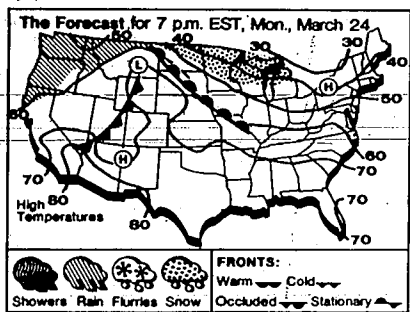 The Forecast for 7 p.m. EST, Mon., March 24
50
40
30
30
40
L
H
50
60
50
60
H
70
80
70
High Temperatures
80
70
70
FRONTS:
Warm Cold
Showers Rain Flurries Snow
Occluded Stationary